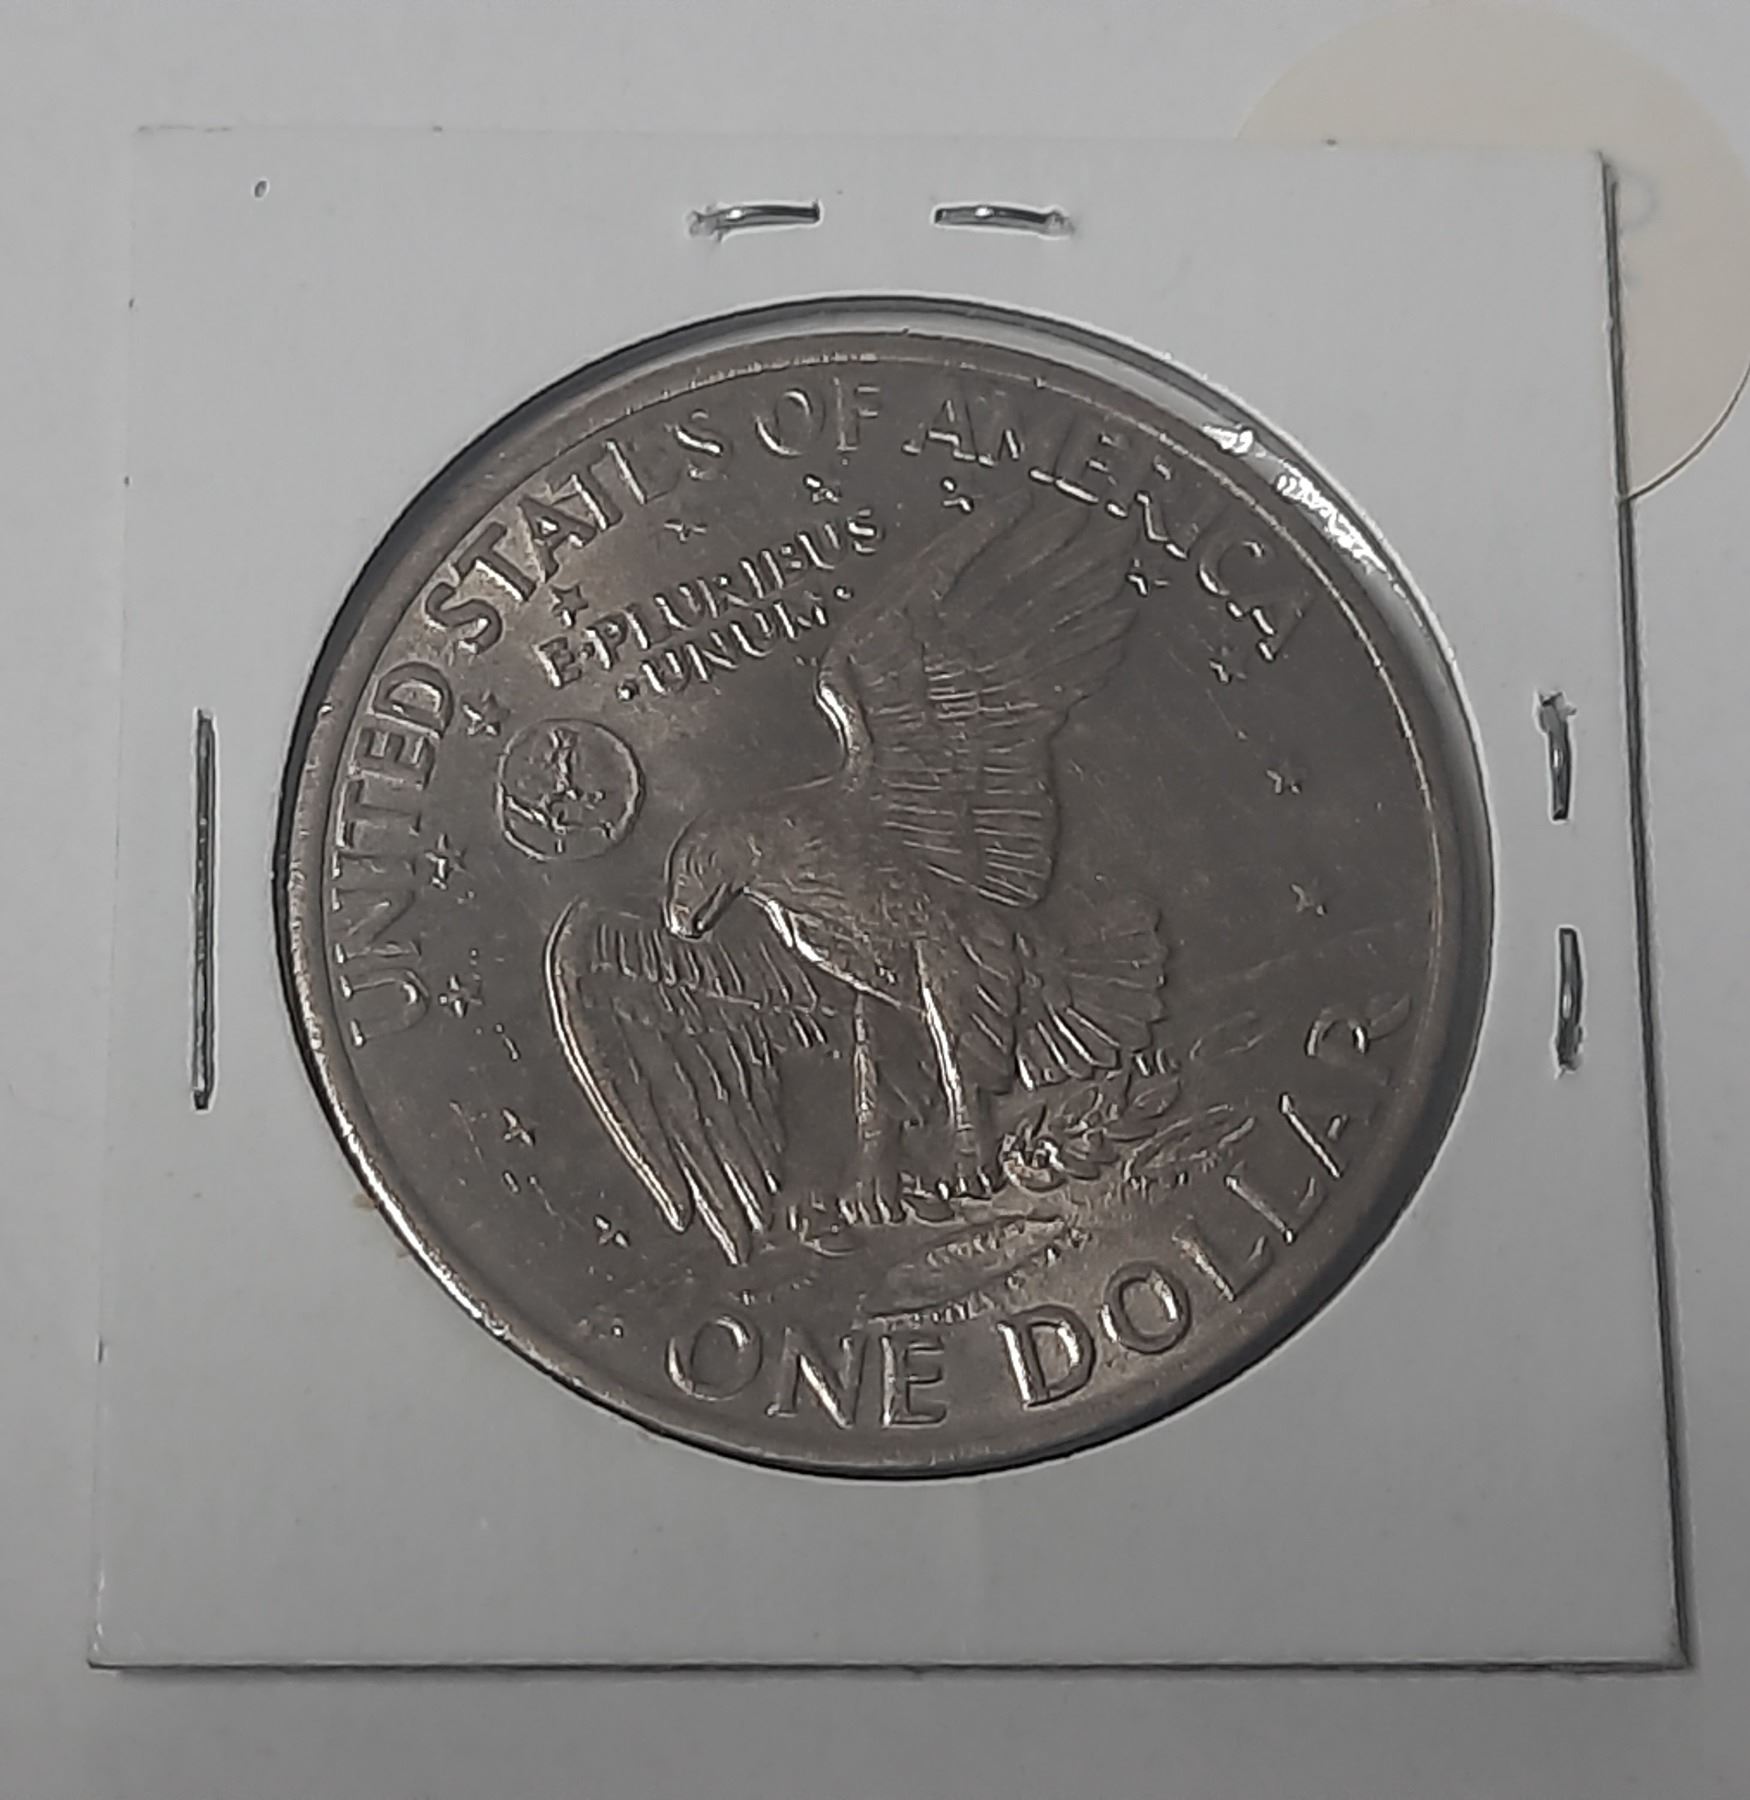 UNITED STATES OF AMERICA
E·PLURIBUS
·UNUM·
ONE DOLLAR